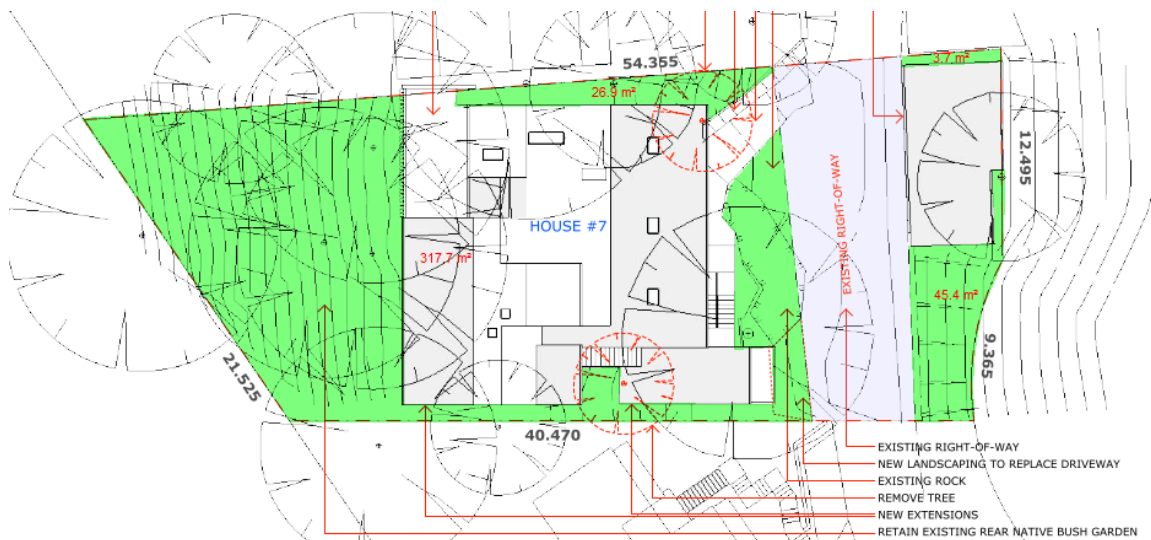 54.355
3.7 m²
26.9 m²
12.495
HOUSE #7
EXISTING RIGHT-OF-WAY
317.7 m²
45.4 m²
9.365
21.525
40.470
EXISTING RIGHT-OF-WAY
NEW LANDSCAPING TO REPLACE DRIVEWAY
EXISTING ROCK
REMOVE TREE
NEW EXTENSIONS
RETAIN EXISTING REAR NATIVE BUSH GARDEN